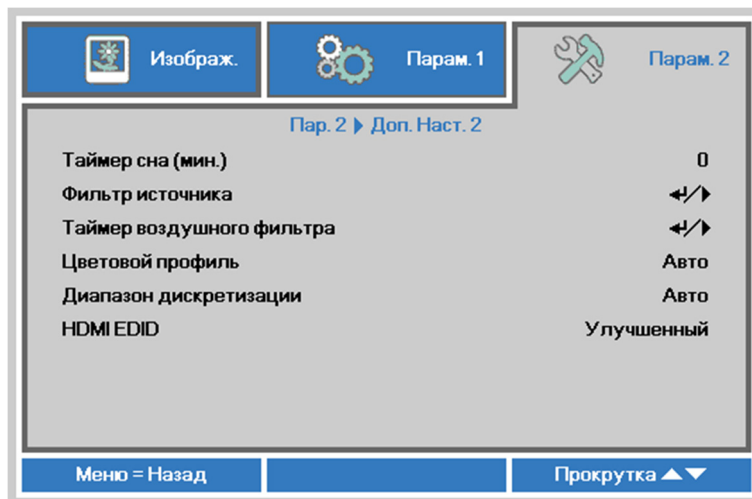 Изображ.
Парам. 1
Парам. 2
Пар. 2 ▶ Доп. Наст. 2
Таймер сна (мин.) 0
Фильтр источника ↵/▶
Таймер воздушного фильтра ↵/▶
Цветовой профиль Авто
Диапазон дискретизации Авто
HDMI EDID Улучшенный
Меню = Назад
Прокрутка ▲▼